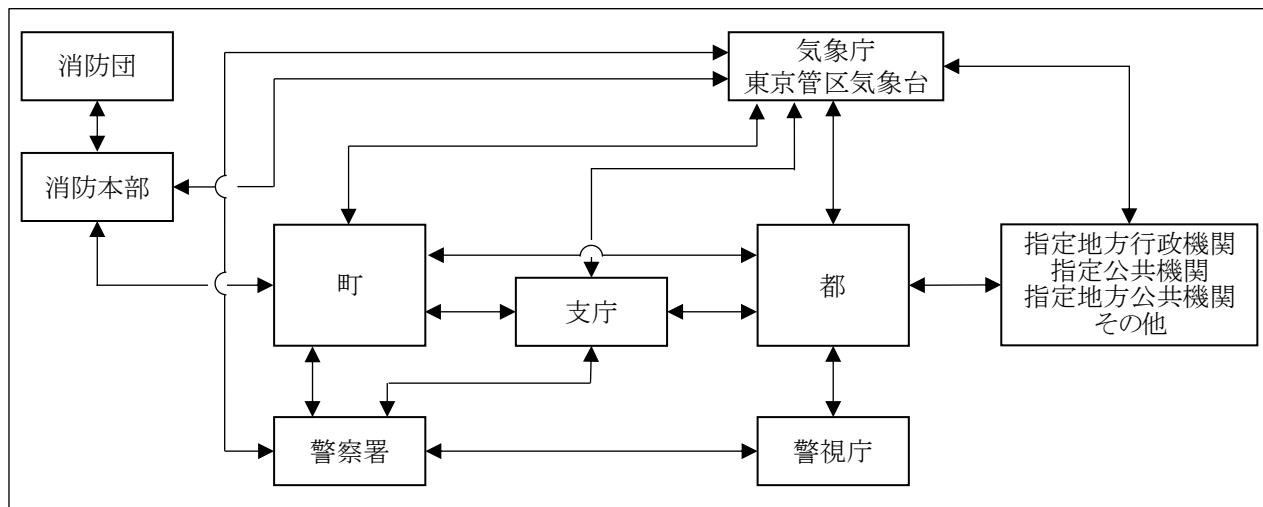 消防団
気象庁
東京管区気象台
消防本部
町
支庁
都
指定地方行政機関
指定公共機関
指定地方公共機関
その他
警察署
警視庁